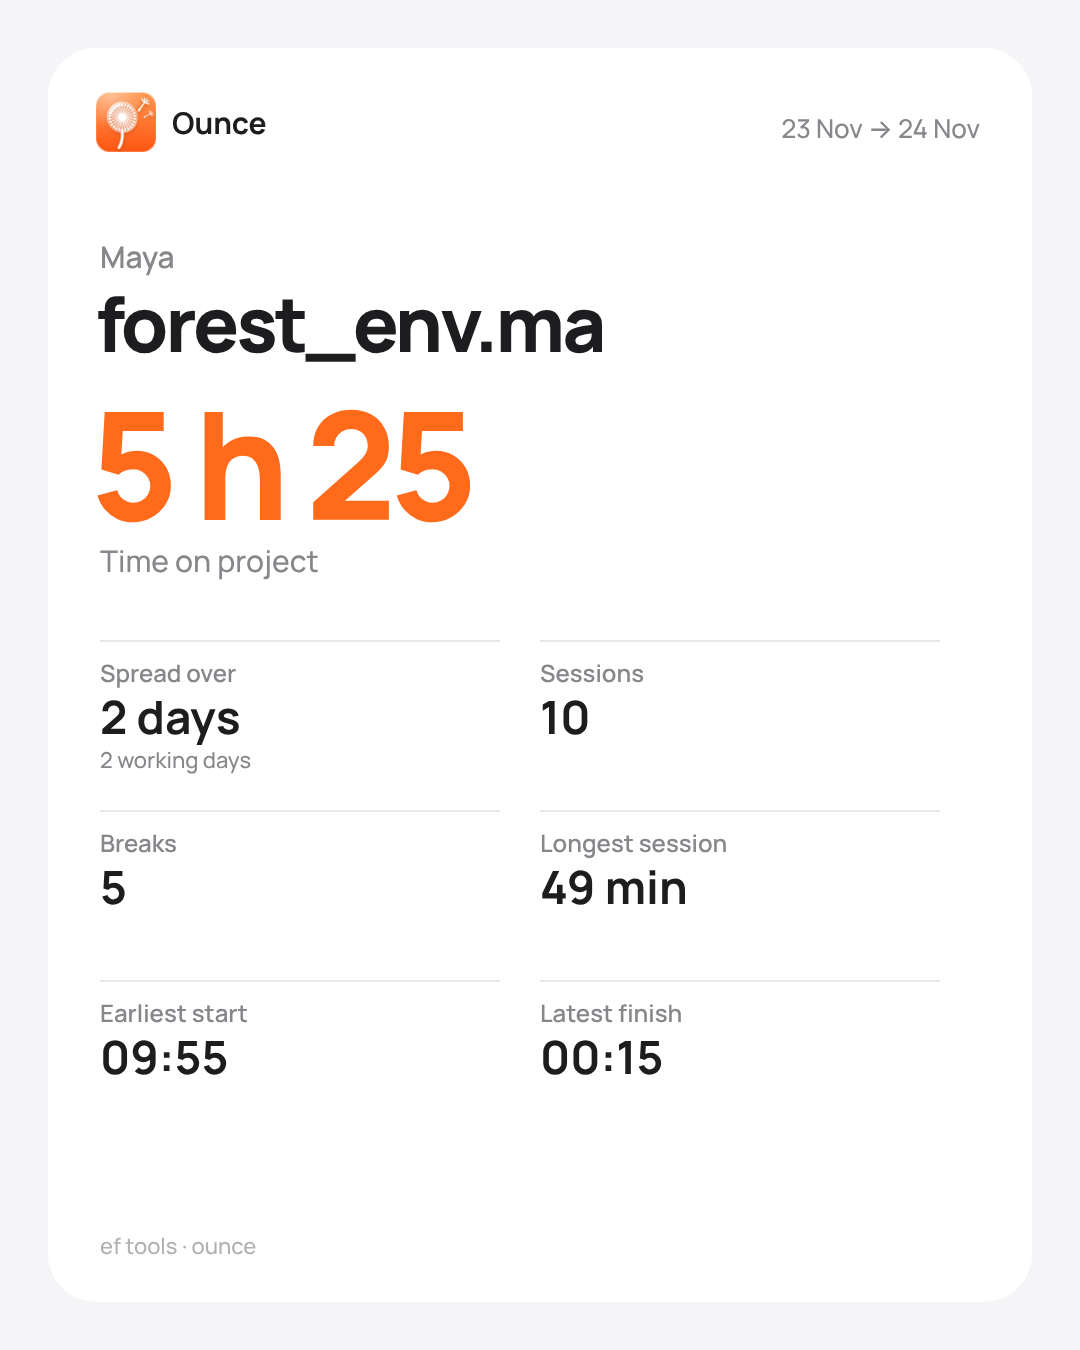 Ounce
23 Nov → 24 Nov
Maya
forest_env.ma
5 h 25
Time on project
Spread over
2 days
2 working days
Sessions
10
Breaks
5
Longest session
49 min
Earliest start
09:55
Latest finish
00:15
ef tools · ounce